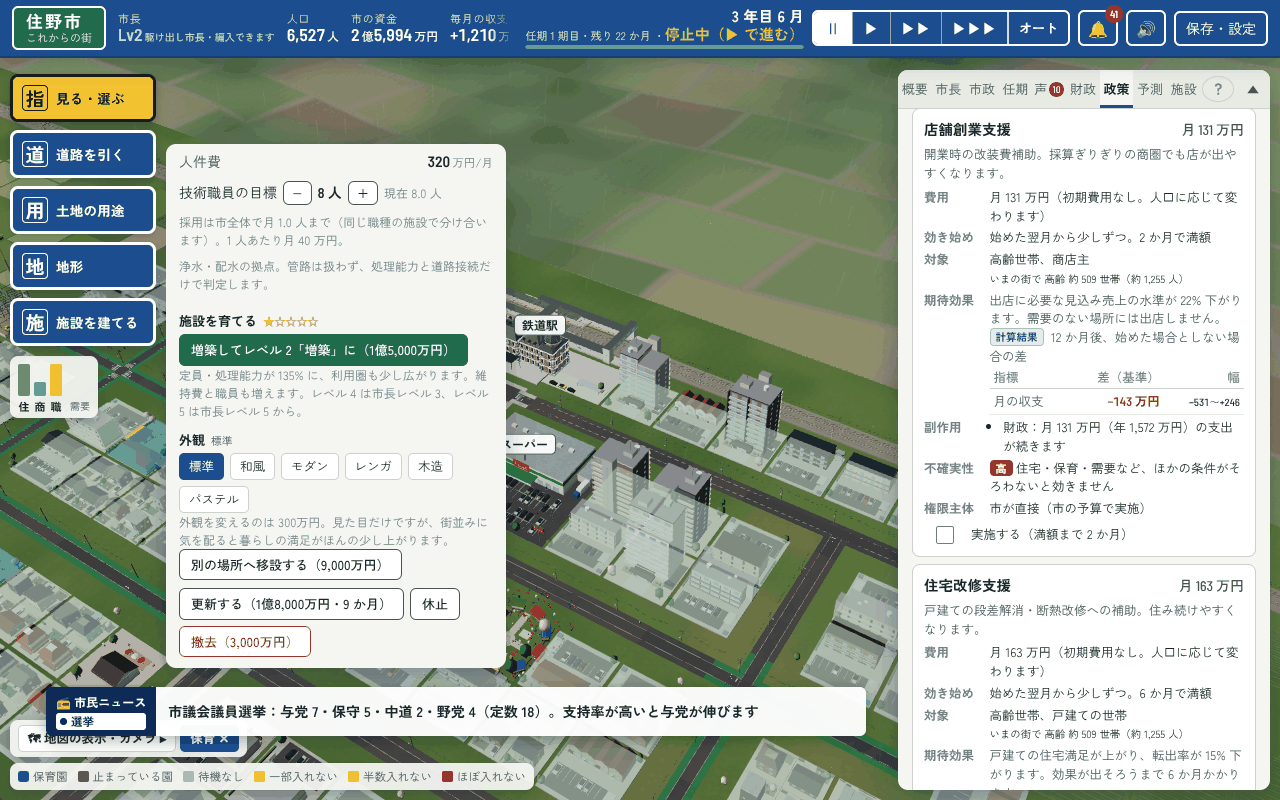 住野市
これからの街
市長
Lv2 駆け出し市長・編入できます
人口
6,527 人
市の資金
2 億5,994 万円
毎月の収支
+1,210 万
3 年目 6 月
任期 1 期目・残り 22 か月 ・停止中（▶ で進む）
オート
41
保存・設定
指 見る・選ぶ
道 道路を引く
用 土地の用途
地 地形
施 施設を建てる
住 商 職 需要
人件費 320 万円/月
技術職員の目標 − 8 人 + 現在 8.0 人
採用は市全体で月 1.0 人まで（同じ職種の施設で分け合い
ます）。1 人あたり月 40 万円。
浄水・配水の拠点。管路は扱わず、処理能力と道路接続だ
けで判定します。
施設を育てる ★☆☆☆☆
増築してレベル 2「増築」に（1億5,000万円）
定員・処理能力が 135% に、利用圏も少し広がります。維
持費と職員も増えます。レベル 4 は市長レベル 3、レベル
5 は市長レベル 5 から。
外観 標準
標準 和風 モダン レンガ 木造
パステル
外観を変えるのは 300万円。見た目だけですが、街並みに
気を配ると暮らしの満足がほんの少し上がります。
別の場所へ移設する（9,000万円）
更新する（1億8,000万円・9 か月） 休止
撤去（3,000万円）
鉄道駅
スーパー
概要 市長 市政 任期 声 10 財政 政策 予測 施設 ? ▲
店舗創業支援 月 131 万円
開業時の改装費補助。採算ぎりぎりの商圏でも店が出や
すくなります。
費用 月 131 万円（初期費用なし。人口に応じて変
わります）
効き始め 始めた翌月から少しずつ。2 か月で満額
対象 高齢世帯、商店主
いまの街で 高齢 約 509 世帯（約 1,255 人）
期待効果 出店に必要な見込み売上の水準が 22% 下がり
ます。需要のない場所には出店しません。
計算結果 12 か月後、始めた場合としない場
合の差
指標 差（基準） 幅
月の収支 −143 万円 −531〜+246
副作用 • 財政：月 131 万円（年 1,572 万円）の支出
が続きます
不確実性 高 住宅・保育・需要など、ほかの条件がそ
ろわないと効きません
権限主体 市が直接（市の予算で実施）
実施する（満額まで 2 か月）
住宅改修支援 月 163 万円
戸建ての段差解消・断熱改修への補助。住み続けやすく
なります。
費用 月 163 万円（初期費用なし。人口に応じて変
わります）
効き始め 始めた翌月から少しずつ。6 か月で満額
対象 高齢世帯、戸建ての世帯
いまの街で 高齢 約 509 世帯（約 1,255 人）
期待効果 戸建ての住宅満足が上がり、転出率が 15% 下
がります。効果が出そろうまで 6 か月かかり
市民ニュース
選挙
市議会議員選挙：与党 7・保守 5・中道 2・野党 4（定数 18）。支持率が高いと与党が伸びます
地図の表示・カメラ ▶ 保育 ✕
保育園 止まっている園 待機なし 一部入れない 半数入れない ほぼ入れない